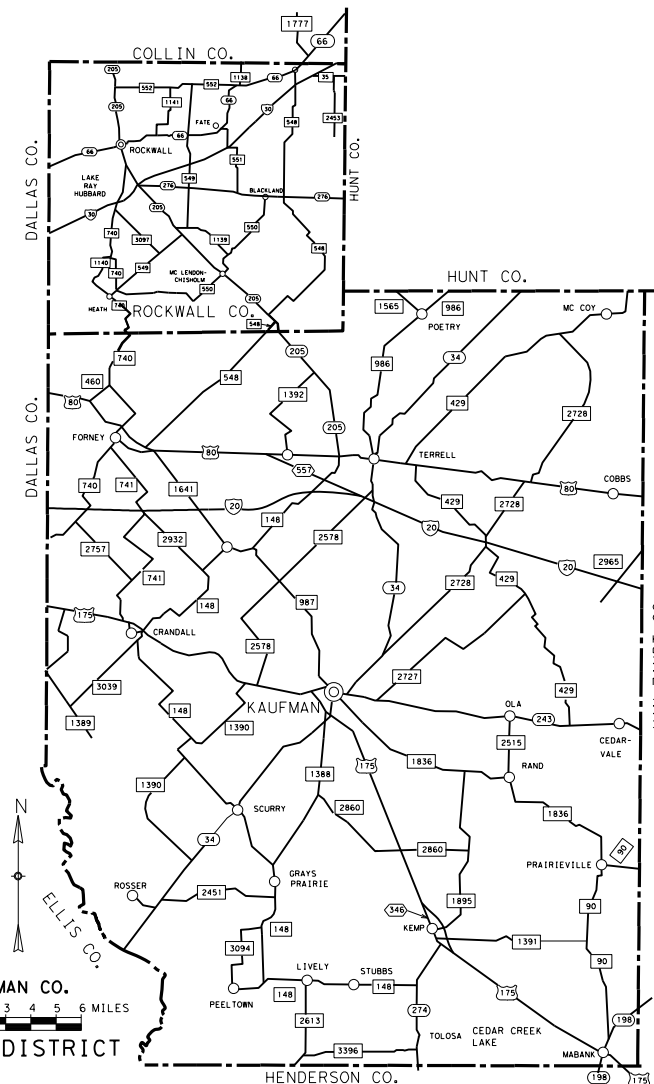 1777
66
COLLIN CO.
205
1138
66
35
552
552
205
1141
66
30
2453
FATE
548
66
66
ROCKWALL
551
DALLAS CO.
HUNT CO.
LAKE
RAY
HUBBARD
549
276
BLACKLAND
276
205
30
740
550
3097
1139
548
1140
740
549
MC LENDON-
CHISHOLM
550
HEATH
740
205
ROCKWALL CO.
548
HUNT CO.
1565
986
MC COY
POETRY
205
740
986
34
460
548
1392
429
80
2728
DALLAS CO.
205
FORNEY
80
TERRELL
557
COBBS
740
741
1641
80
429
2728
20
148
20
2757
2932
2578
2965
20
741
429
148
987
34
2728
175
CRANDALL
2578
2727
3039
429
148
KAUFMAN
OLA
1389
1390
243
2515
CEDAR-
VALE
1390
1388
175
1836
RAND
N
2860
SCURRY
1836
34
2860
90
GRAYS
PRAIRIE
PRAIRIEVILLE
ROSSER
2451
1895
346
90
ELLIS CO.
148
KEMP
1391
3094
90
LIVELY
STUBBS
MAN CO.
148
148
175
PEELTOWN
3 4 5 6 MILES
274
2613
198
TOLOSA
CEDAR CREEK
LAKE
DISTRICT
3396
MABANK
HENDERSON CO.
198
175